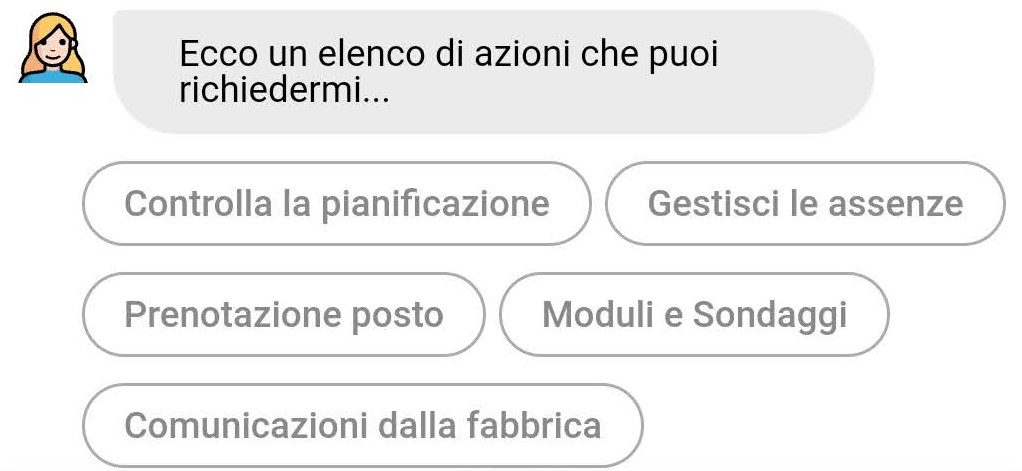 Ecco un elenco di azioni che puoi
richiedermi...
Controlla la pianificazione
Gestisci le assenze
Prenotazione posto
Moduli e Sondaggi
Comunicazioni dalla fabbrica